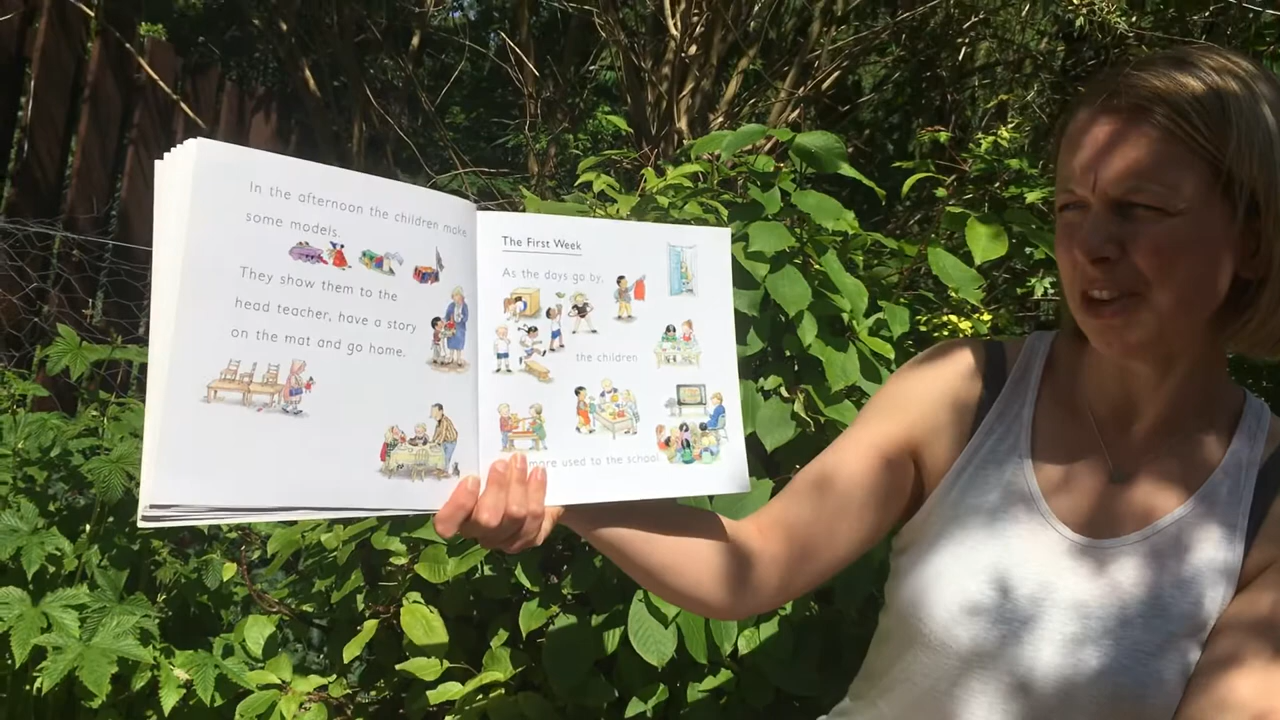 In the afternoon the children make
some models.
They show them to the
head teacher, have a story
on the mat and go home.
The First Week
As the days go by,
the children
more used to the school